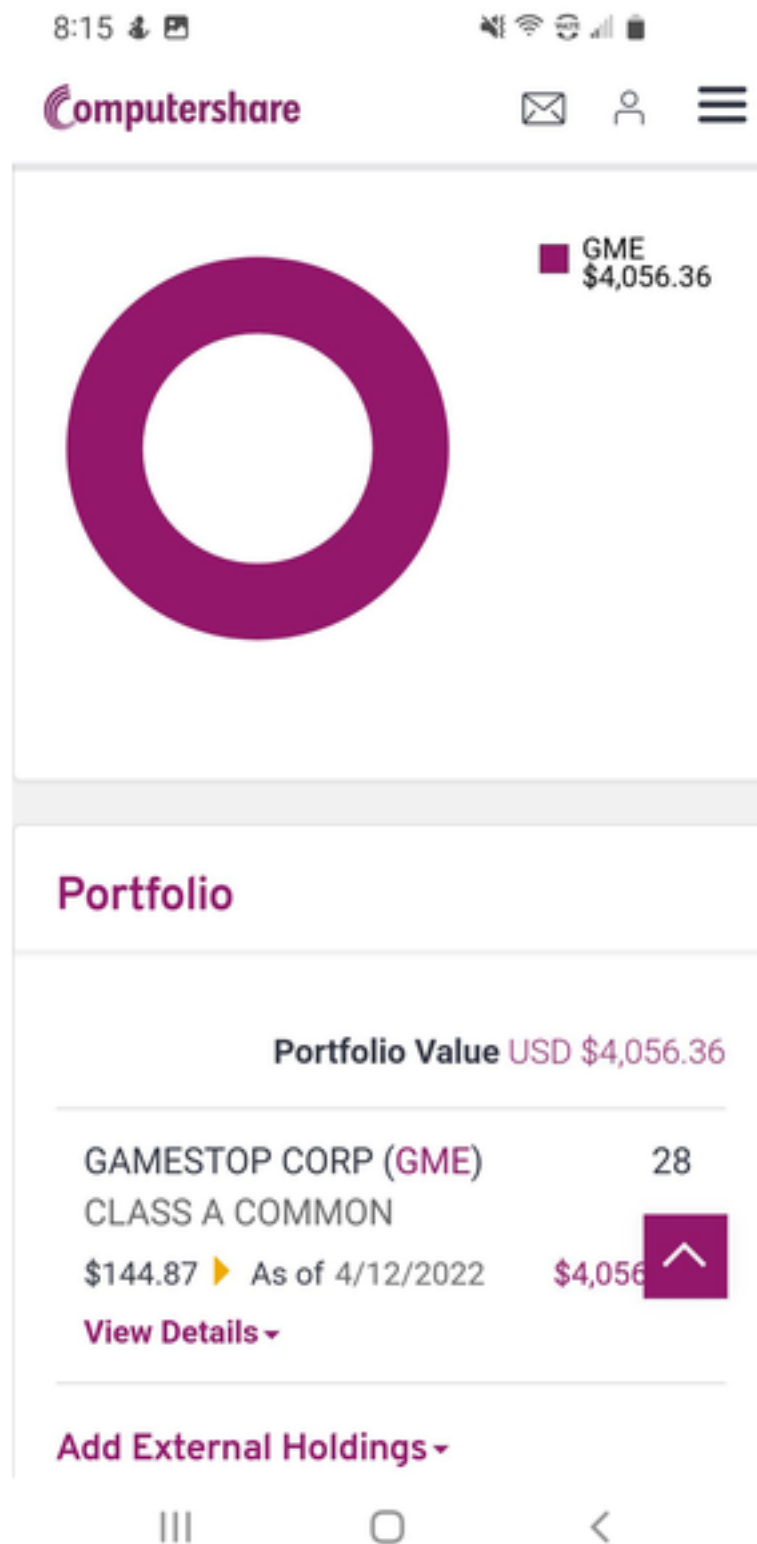 8:15
Computershare
GME
$4,056.36
Portfolio
Portfolio Value USD $4,056.36
GAMESTOP CORP (GME) 28
CLASS A COMMON
$144.87 As of 4/12/2022 $4,056
View Details
Add External Holdings